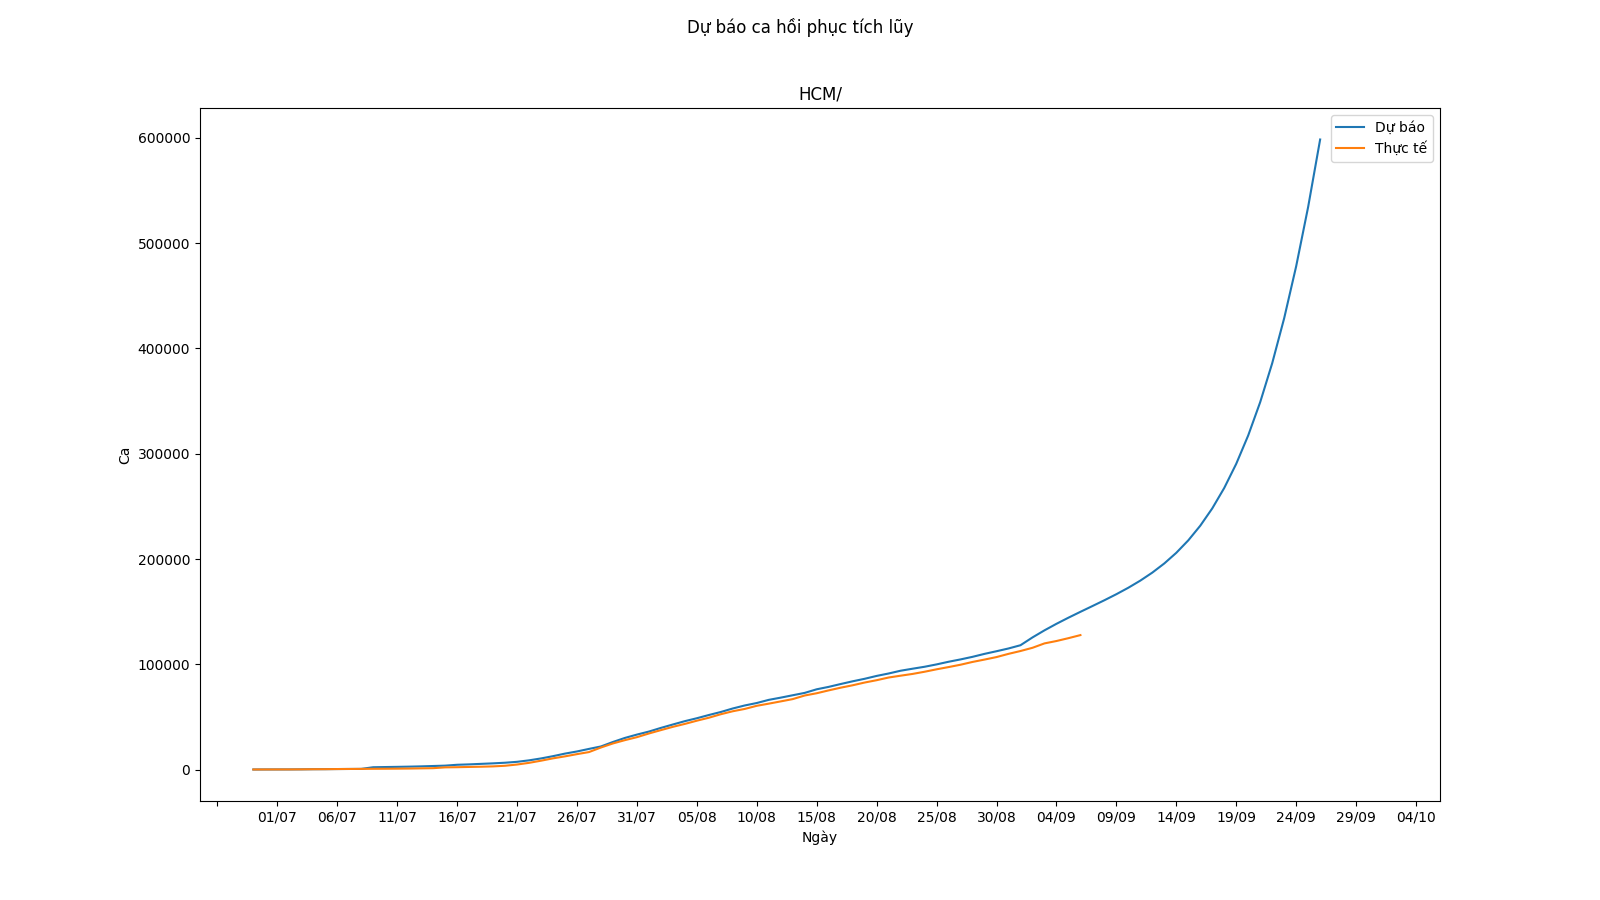 Dự báo ca hồi phục tích lũy
HCM/
Dự báo
Thực tế
600000
500000
400000
300000
200000
100000
0
Ca
01/07 06/07 11/07 16/07 21/07 26/07 31/07 05/08 10/08 15/08 20/08 25/08 30/08 04/09 09/09 14/09 19/09 24/09 29/09 04/10
Ngày